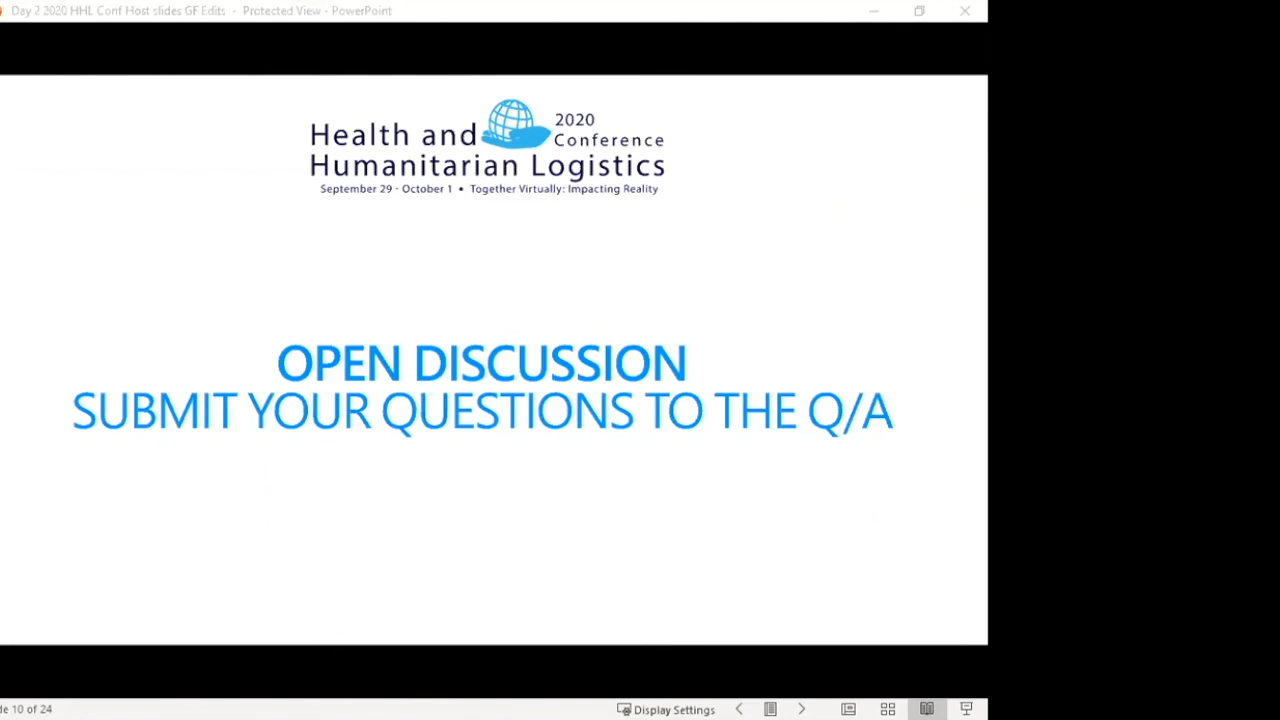 Day 2 2020 HHL Conf Host slides GF Edits - Protected View - PowerPoint
Health and
2020
Conference
Humanitarian Logistics
September 29 - October 1 • Together Virtually: Impacting Reality
OPEN DISCUSSION
SUBMIT YOUR QUESTIONS TO THE Q/A
de 10 of 24
Display Settings